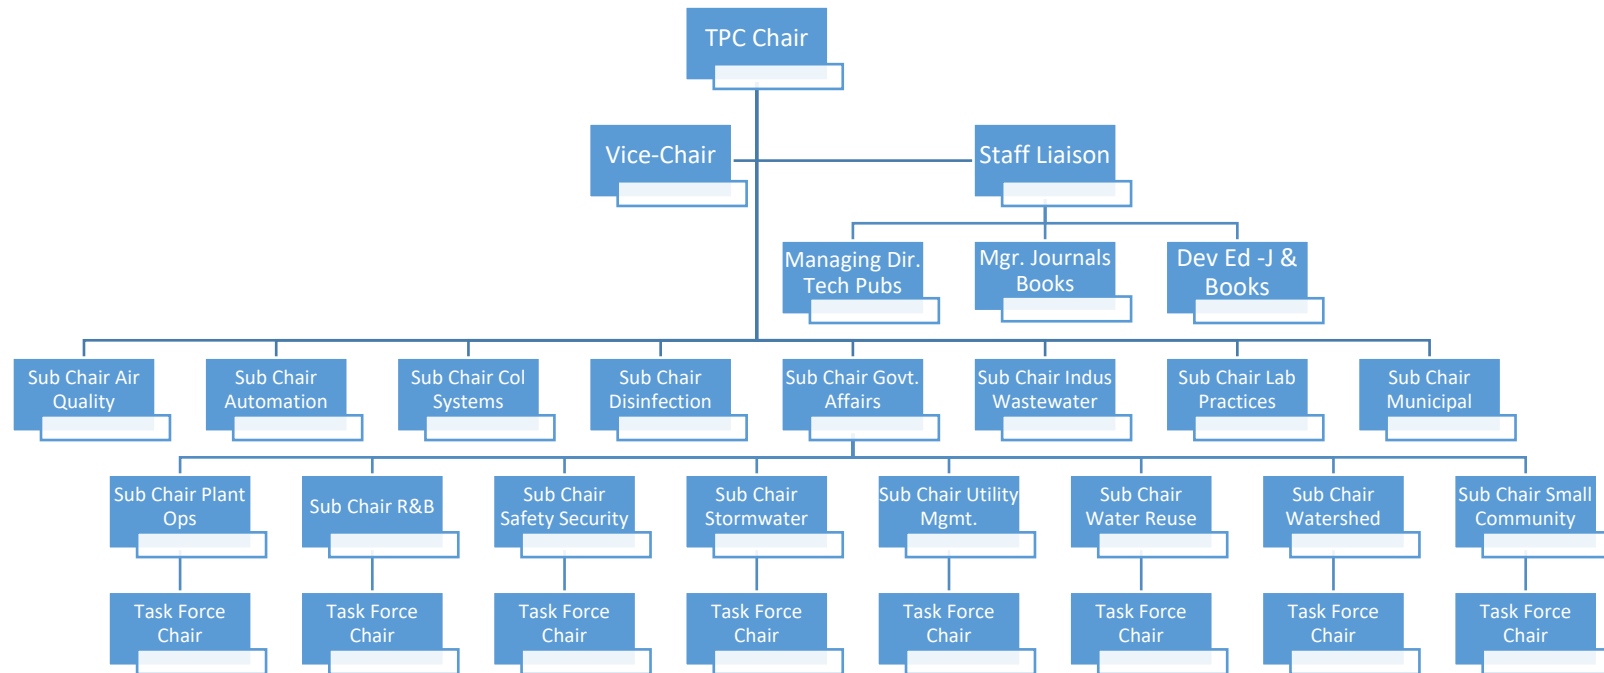 TPC Chair
Vice-Chair
Staff Liaison
Managing Dir.
Tech Pubs
Mgr. Journals
Books
Dev Ed -J &
Books
Sub Chair Air
Quality
Sub Chair
Automation
Sub Chair Col
Systems
Sub Chair
Disinfection
Sub Chair Govt.
Affairs
Sub Chair Indus
Wastewater
Sub Chair Lab
Practices
Sub Chair
Municipal
Sub Chair Plant
Ops
Sub Chair R&B
Sub Chair
Safety Security
Sub Chair
Stormwater
Sub Chair Utility
Mgmt.
Sub Chair
Water Reuse
Sub Chair
Watershed
Sub Chair Small
Community
Task Force
Chair
Task Force
Chair
Task Force
Chair
Task Force
Chair
Task Force
Chair
Task Force
Chair
Task Force
Chair
Task Force
Chair